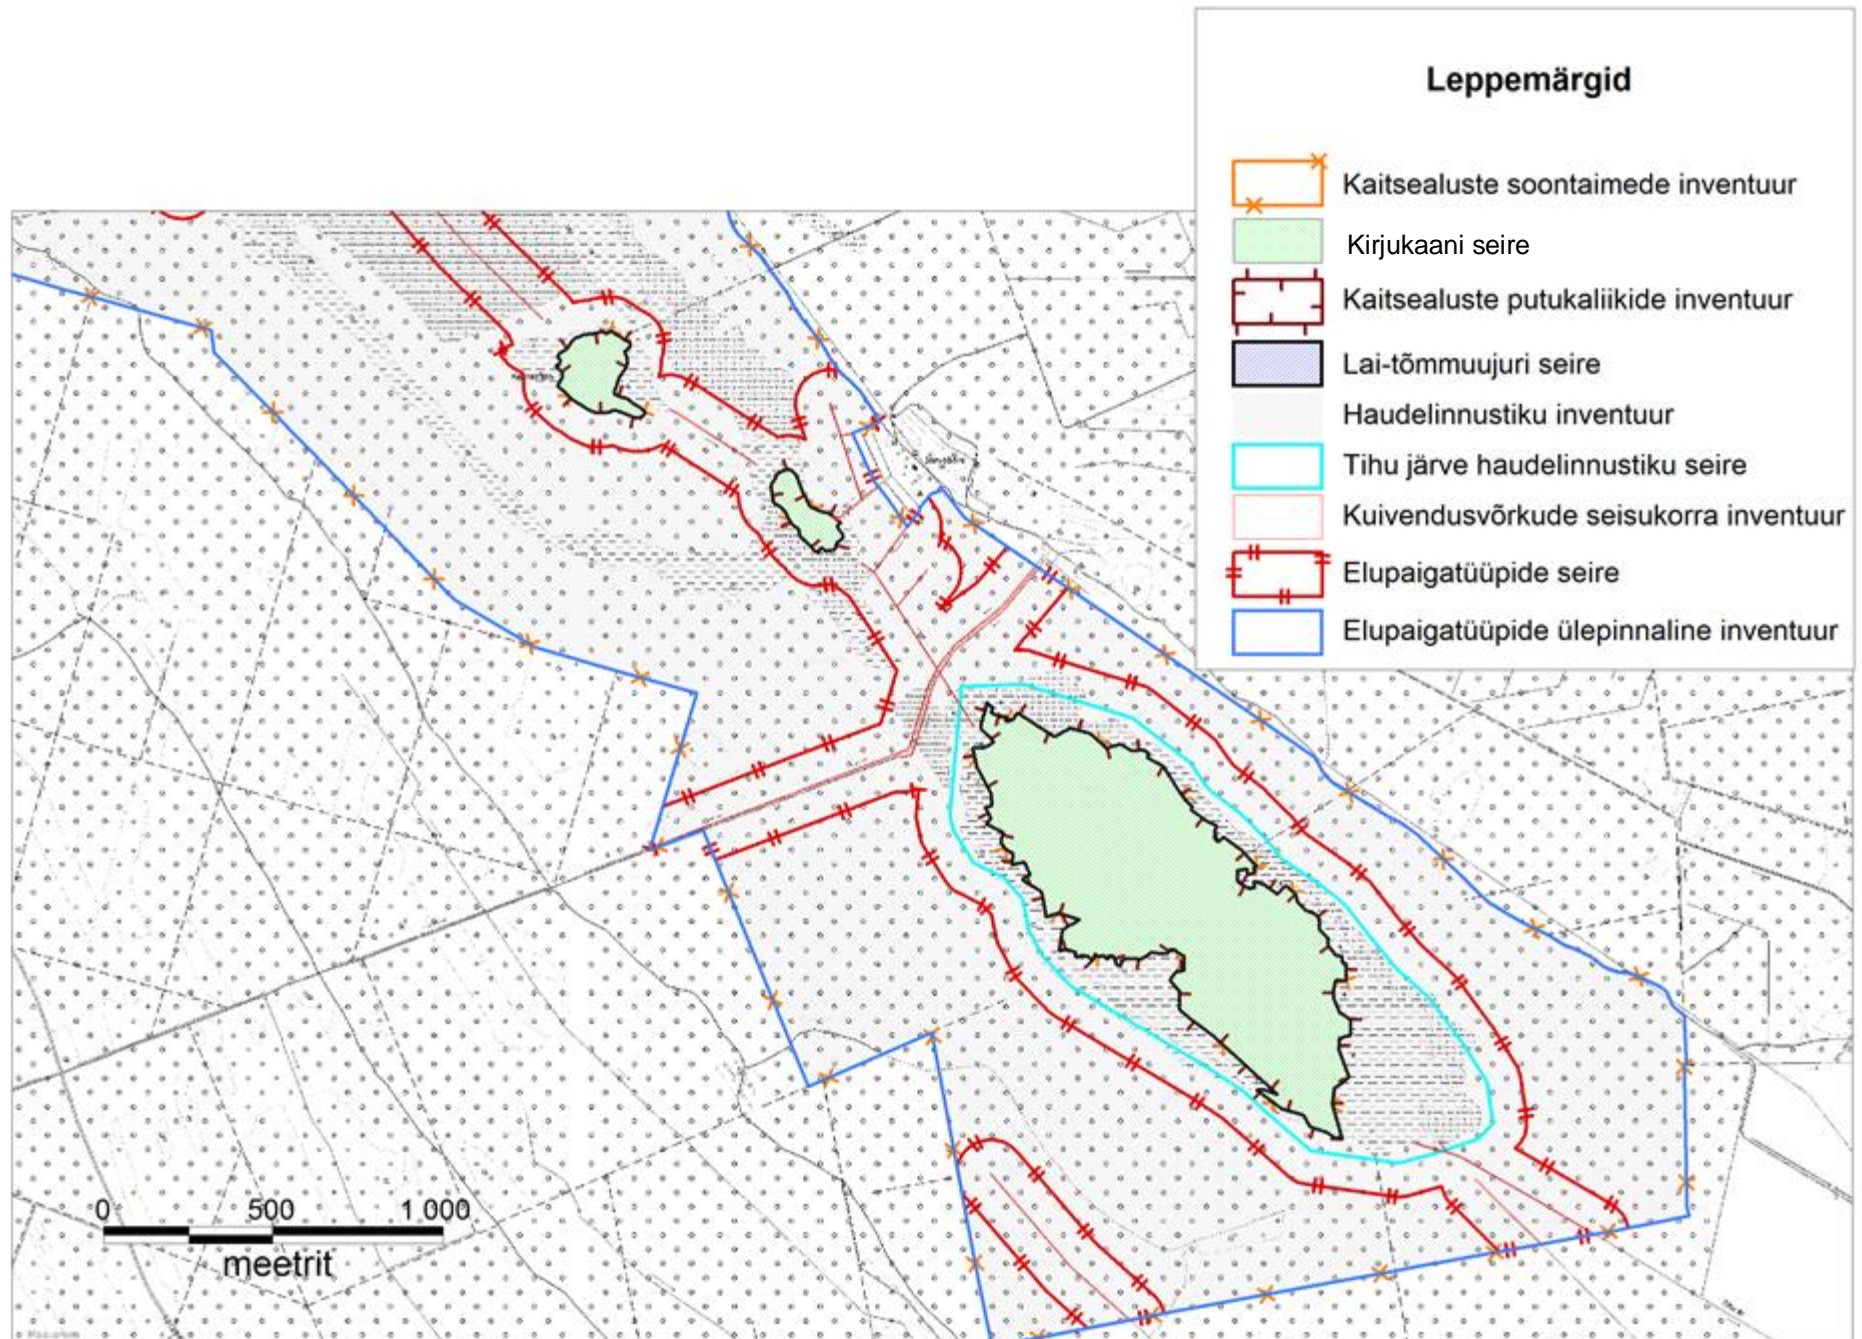 Leppemärgid
Kaitsealuste soontaimede inventuur
Kirjukaani seire
Kaitsealuste putukaliikide inventuur
Lai-tõmmuujuri seire
Haudelinnustiku inventuur
Tihu järve haudelinnustiku seire
Kuivendusvõrkude seisukorra inventuur
Elupaigatüüpide seire
Elupaigatüüpide ülepinnaline inventuur
0 500 1 000
meetrit